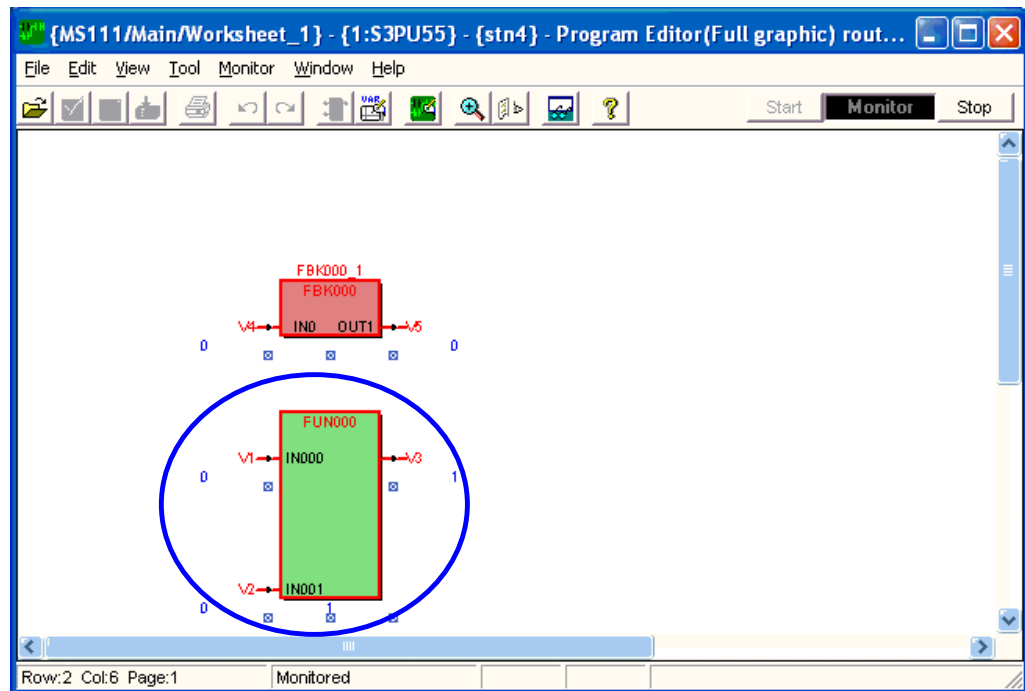 {MS111/Main/Worksheet_1} - {1:S3PU55} - {stn4} - Program Editor(Full graphic) rout...
File Edit View Tool Monitor Window Help
VAR Start Monitor Stop
FBK000_1
FBK000
V4 IN0 OUT1 V5
0 0
FUN000
V1 IN000 V3
0 1
V2 IN001
0 1
Row:2 Col:6 Page:1 Monitored